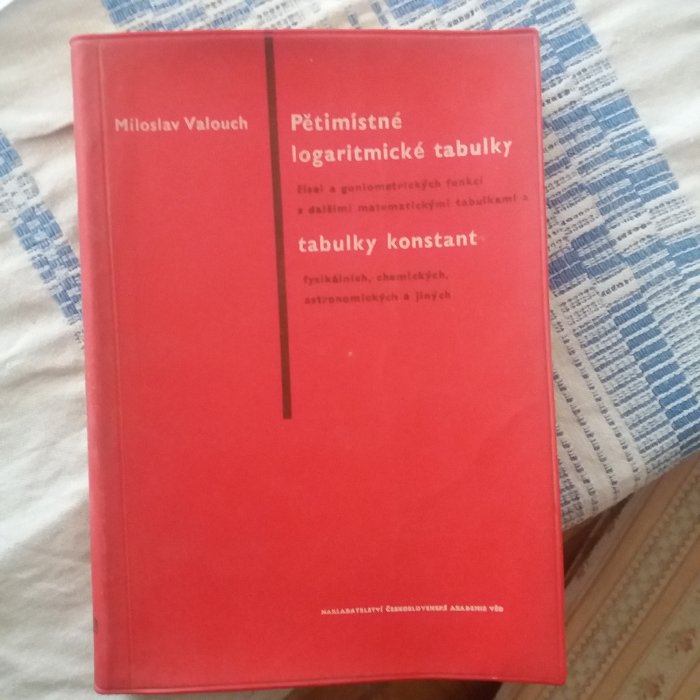 Miloslav Valouch
Pětimístné
logaritmické tabulky
čísel a goniometrických funkcí
s dalšími matematickými tabulkami a
tabulky konstant
fysikálních, chemických,
astronomických a jiných
NAKLADATELSTVÍ ČESKOSLOVENSKÉ AKADEMIE VĚD